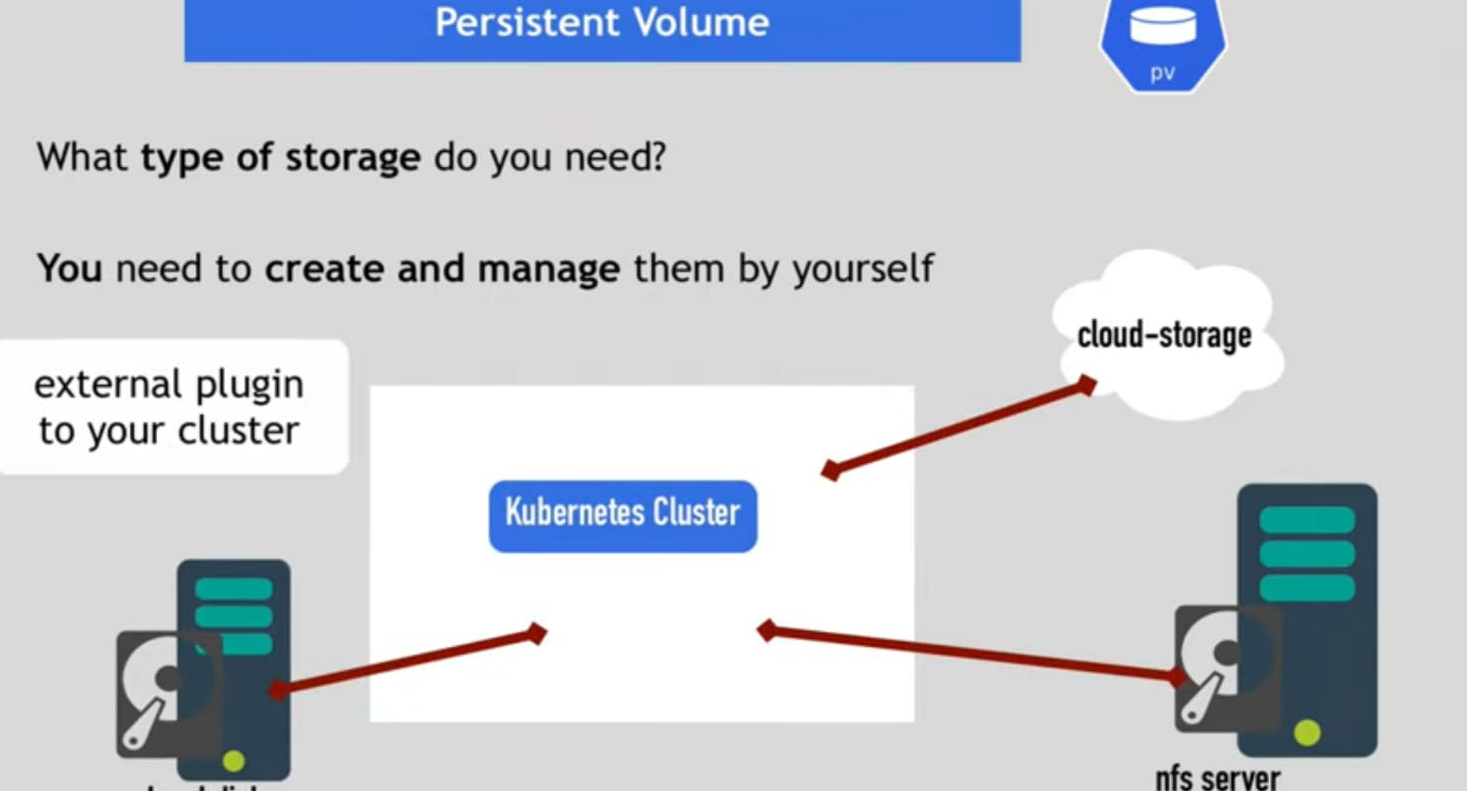 Persistent Volume
pv
What type of storage do you need?
You need to create and manage them by yourself
cloud-storage
external plugin
to your cluster
Kubernetes Cluster
nfs server